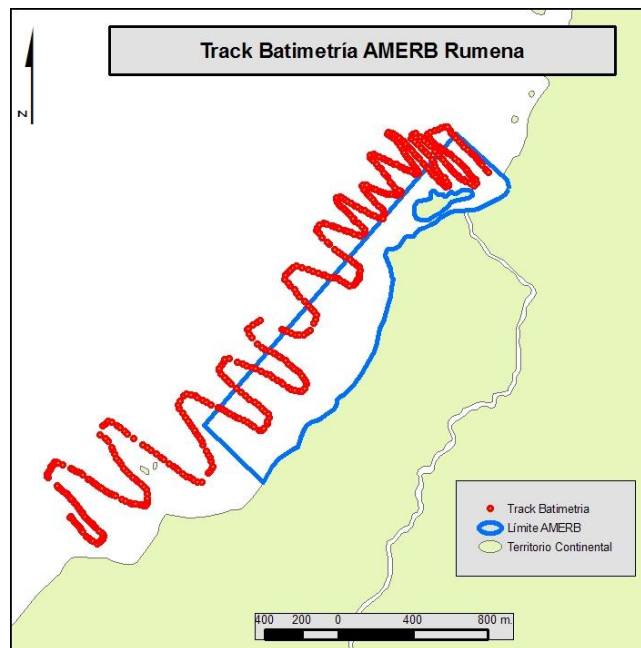 Track Batimetría AMERB Rumena
N
Track Batimetria
Límite AMERB
Territorio Continental
400 200 0 400 800 m.